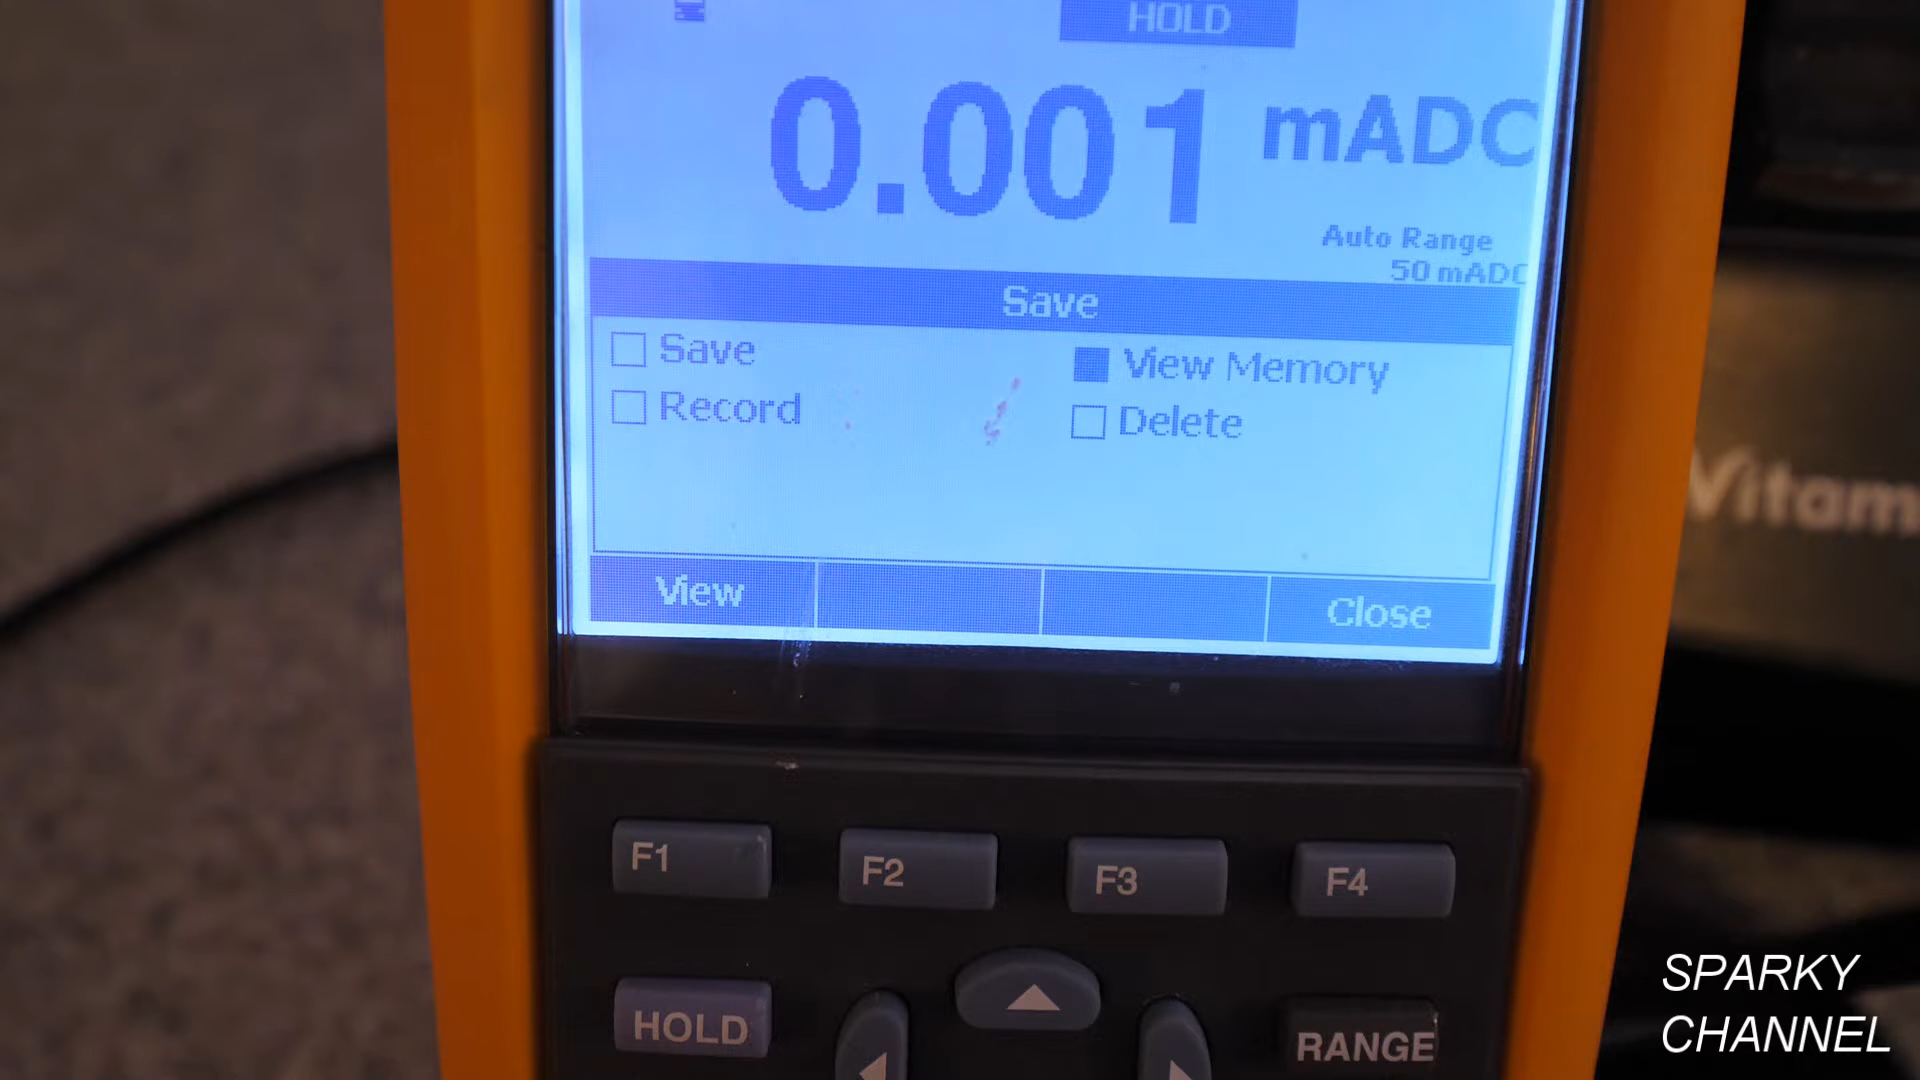 HOLD
0.001 mADC
Auto Range
50 mADC
Save
Save
View Memory
Record
Delete
View
Close
F1
F2
F3
F4
HOLD
RANGE
Vitam
SPARKY
CHANNEL